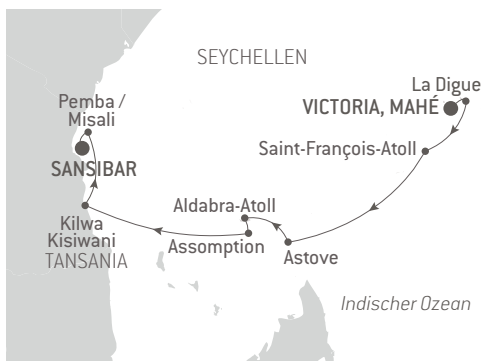 SEYCHELLEN
La Digue
VICTORIA, MAHÉ
Pemba /
Misali
Saint-François-Atoll
SANSIBAR
Aldabra-Atoll
Kilwa
Kisiwani
TANSANIA
Assomption
Astove
Indischer Ozean